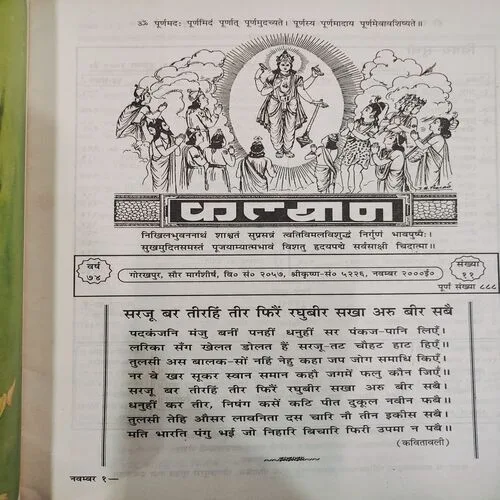 ॐ पूर्णमदः पूर्णमिदं पूर्णात् पूर्णमुदच्यते। पूर्णस्य पूर्णमादाय पूर्णमेवावशिष्यते॥
कल्याण
निखिलभुवननाथं शाश्वतं सुप्रसन्नं त्वतिविमलविशुद्धं निर्गुणं भावपुष्पैः।
सुखमुदितसमस्तं पूजयाम्यात्मभावं विशतु हृदयपद्मे सर्वसाक्षी चिदात्मा॥
वर्ष
७४
गोरखपुर, सौर मार्गशीर्ष, वि० सं० २०५७, श्रीकृष्ण-सं० ५२२६, नवम्बर २०००ई०
संख्या
११
पूर्ण संख्या ८८८
सरजू बर तीरहिं तीर फिरैं रघुबीर सखा अरु बीर सबै
पदकंजनि मंजु बनीं पनहीं धनुहीं सर पंकज-पानि लिएँ।
लरिका सँग खेलत डोलत हैं सरजू-तट चौहट हाट हिएँ॥
तुलसी अस बालक-सों नहिं नेहु कहा जप जोग समाधि किएँ।
नर वे खर सूकर स्वान समान कहौ जगमें फलु कौन जिएँ॥
सरजू बर तीरहिं तीर फिरैं रघुबीर सखा अरु बीर सबै।
धनुहीं कर तीर, निषंग कसें कटि पीत दुकूल नवीन फबै॥
तुलसी तेहि औसर लावनिता दस चारि नौ तीन इकीस सबै।
मति भारति पंगु भई जो निहारि बिचारि फिरी उपमा न पबै॥
(कवितावली)
नवम्बर १—